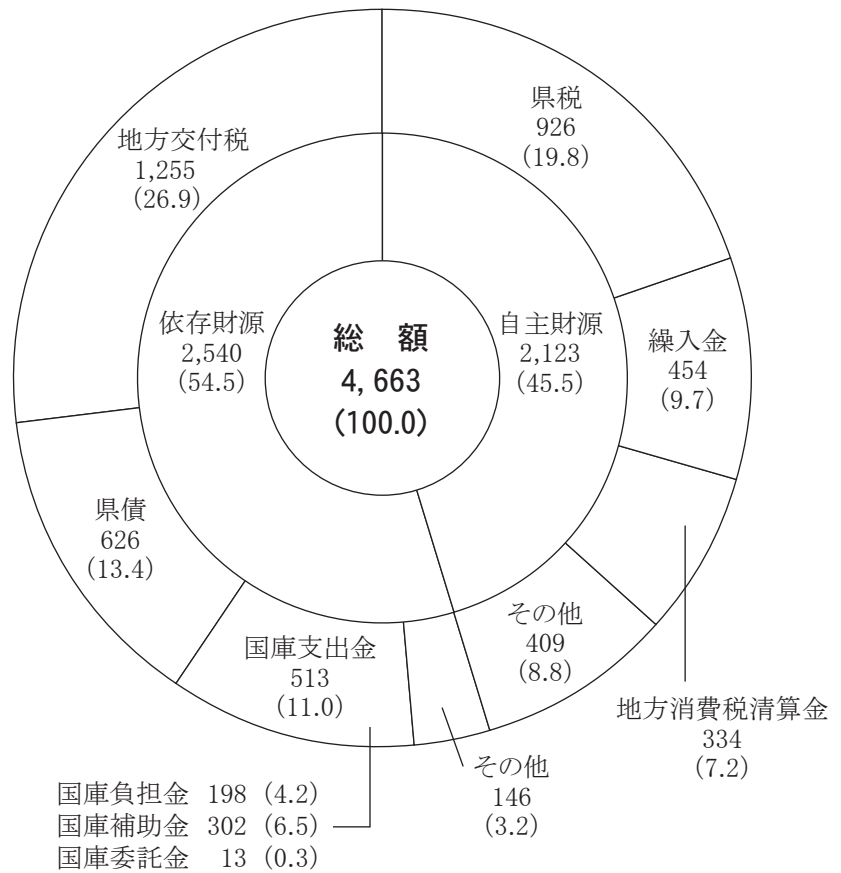 総　額
4,663
(100.0)
自主財源
2,123
(45.5)
依存財源
2,540
(54.5)
県税
926
(19.8)
繰入金
454
(9.7)
地方消費税清算金
334
(7.2)
その他
409
(8.8)
その他
146
(3.2)
国庫支出金
513
(11.0)
国庫負担金 198 (4.2)
国庫補助金 302 (6.5)
国庫委託金 13 (0.3)
県債
626
(13.4)
地方交付税
1,255
(26.9)